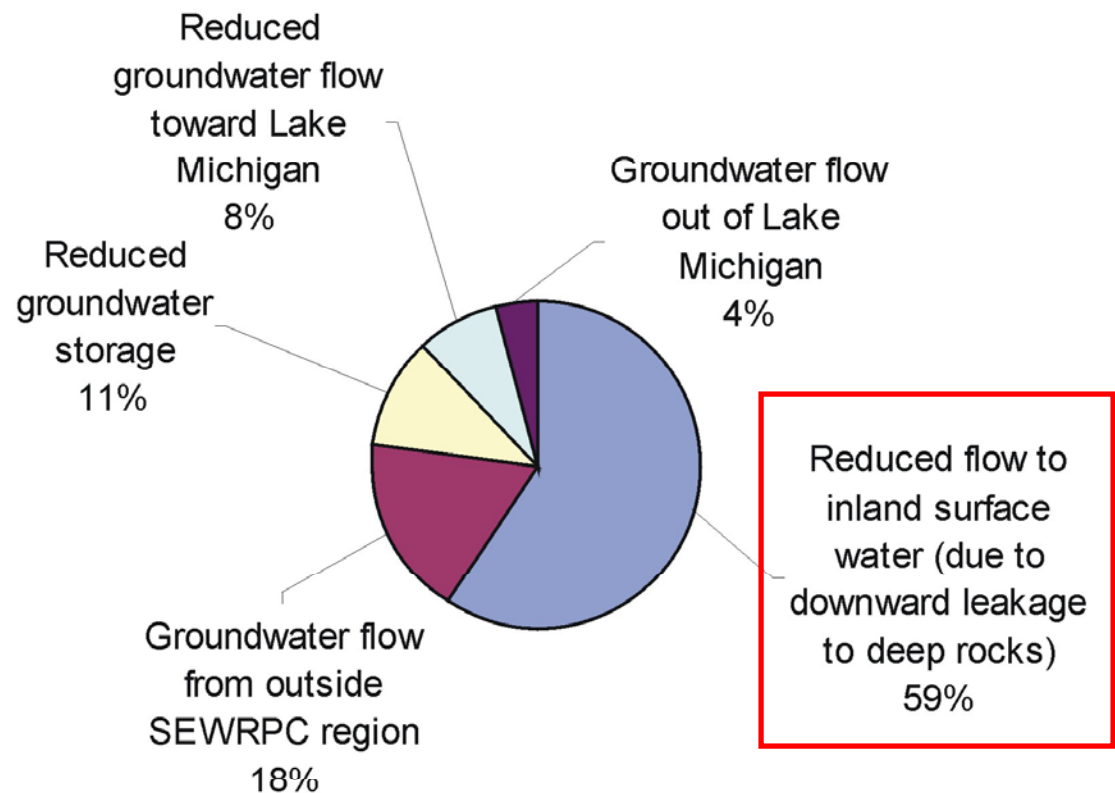 Reduced
groundwater flow
toward Lake
Michigan
8%
Groundwater flow
out of Lake
Michigan
4%
Reduced
groundwater
storage
11%
Reduced flow to
inland surface
water (due to
downward leakage
to deep rocks)
59%
Groundwater flow
from outside
SEWRPC region
18%